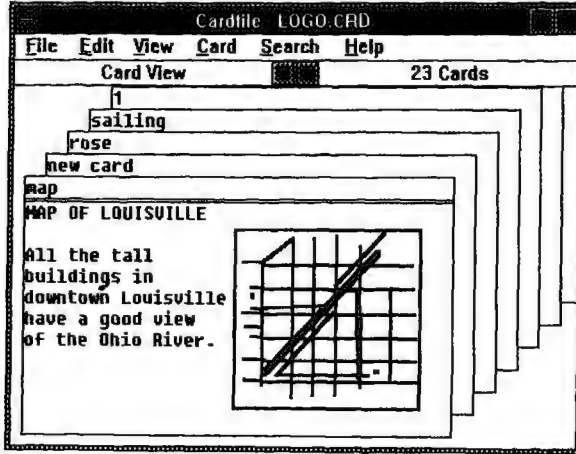 Cardfile LOGO.CRD
File Edit View Card Search Help
Card View 23 Cards
1
sailing
rose
new card
map
MAP OF LOUISVILLE
All the tall
buildings in
downtown Louisville
have a good view
of the Ohio River.